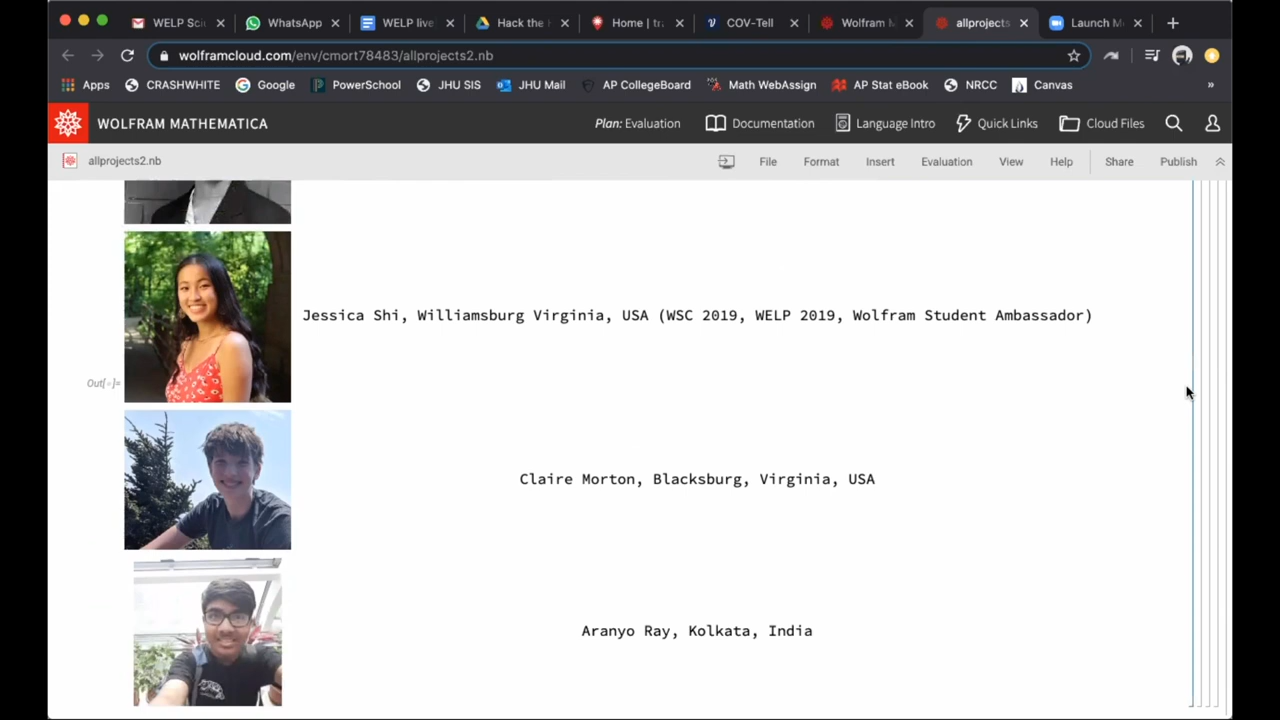 WELP Sci
WhatsApp
WELP live
Hack the
Home | tr
COV-Tell
Wolfram M
allprojects
Launch M
wolframcloud.com/env/cmort78483/allprojects2.nb
Apps CRASHWHITE Google PowerSchool JHU SIS JHU Mail AP CollegeBoard Math WebAssign AP Stat eBook NRCC Canvas »
WOLFRAM MATHEMATICA Plan: Evaluation Documentation Language Intro Quick Links Cloud Files
allprojects2.nb File Format Insert Evaluation View Help Share Publish
Jessica Shi, Williamsburg Virginia, USA (WSC 2019, WELP 2019, Wolfram Student Ambassador)
Out[ ]=
Claire Morton, Blacksburg, Virginia, USA
Aranyo Ray, Kolkata, India